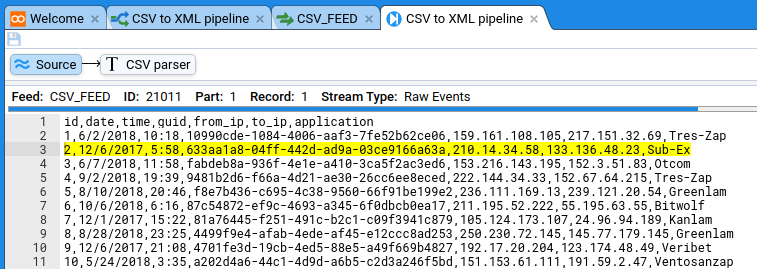 Welcome × CSV to XML pipeline × CSV_FEED × CSV to XML pipeline ×
Source T CSV parser
Feed: CSV_FEED ID: 21011 Part: 1 Record: 1 Stream Type: Raw Events
1 id,date,time,guid,from_ip,to_ip,application
2 1,6/2/2018,10:18,10990cde-1084-4006-aaf3-7fe52b62ce06,159.161.108.105,217.151.32.69,Tres-Zap
3 2,12/6/2017,5:58,633aa1a8-04ff-442d-ad9a-03ce9166a63a,210.14.34.58,133.136.48.23,Sub-Ex
4 3,6/7/2018,11:58,fabdeb8a-936f-4e1e-a410-3ca5f2ac3ed6,153.216.143.195,152.3.51.83,Otcom
5 4,9/2/2018,19:39,9481b2d6-f66a-4d21-ae30-26cc6ee8eced,222.144.34.33,152.67.64.215,Tres-Zap
6 5,8/10/2018,20:46,f8e7b436-c695-4c38-9560-66f91be199e2,236.111.169.13,239.121.20.54,Greenlam
7 6,10/6/2018,6:16,87c54872-ef9c-4693-a345-6f0dbcb0ea17,211.195.52.222,55.195.63.55,Bitwolf
8 7,12/1/2017,15:22,81a76445-f251-491c-b2c1-c09f3941c879,105.124.173.107,24.96.94.189,Kanlam
9 8,8/28/2018,23:25,4499f9e4-afab-4ede-af45-e12ccc8ad253,250.230.72.145,145.77.179.145,Greenlam
10 9,12/6/2017,21:08,4701fe3d-19cb-4ed5-88e5-a49f669b4827,192.17.20.204,123.174.48.49,Veribet
11 10,5/24/2018,3:35,a202d4a6-44c1-4d9d-a6b5-c2d3a246f5bd,151.153.61.111,191.59.2.47,Ventosanzap